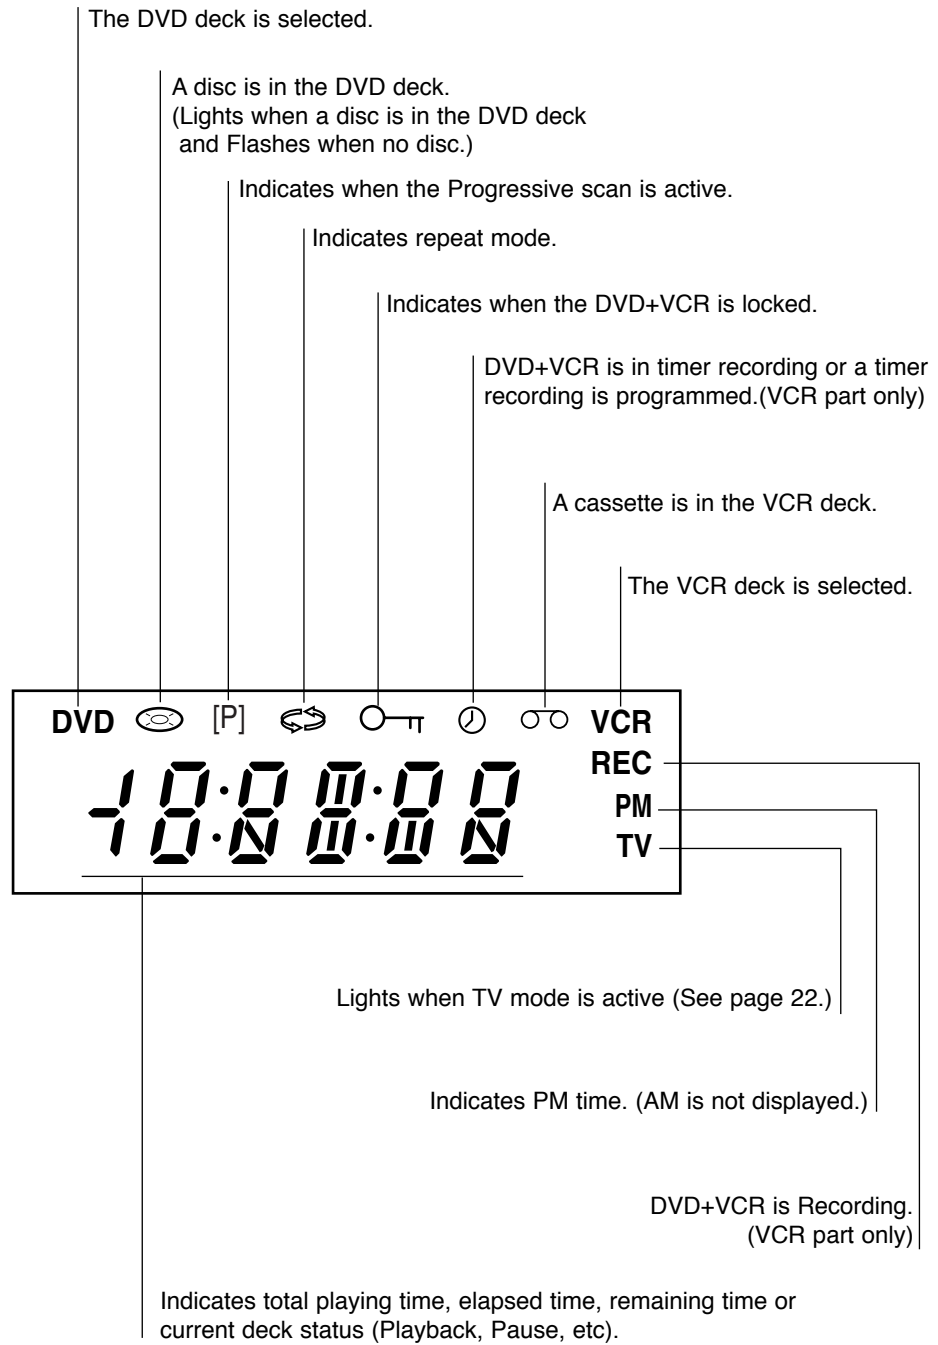 The DVD deck is selected.
A disc is in the DVD deck.
(Lights when a disc is in the DVD deck
and Flashes when no disc.)
Indicates when the Progressive scan is active.
Indicates repeat mode.
Indicates when the DVD+VCR is locked.
DVD+VCR is in timer recording or a timer
recording is programmed.(VCR part only)
A cassette is in the VCR deck.
The VCR deck is selected.
DVD [P] VCR
REC
PM
TV
Lights when TV mode is active (See page 22.)
Indicates PM time. (AM is not displayed.)
DVD+VCR is Recording.
(VCR part only)
Indicates total playing time, elapsed time, remaining time or
current deck status (Playback, Pause, etc).